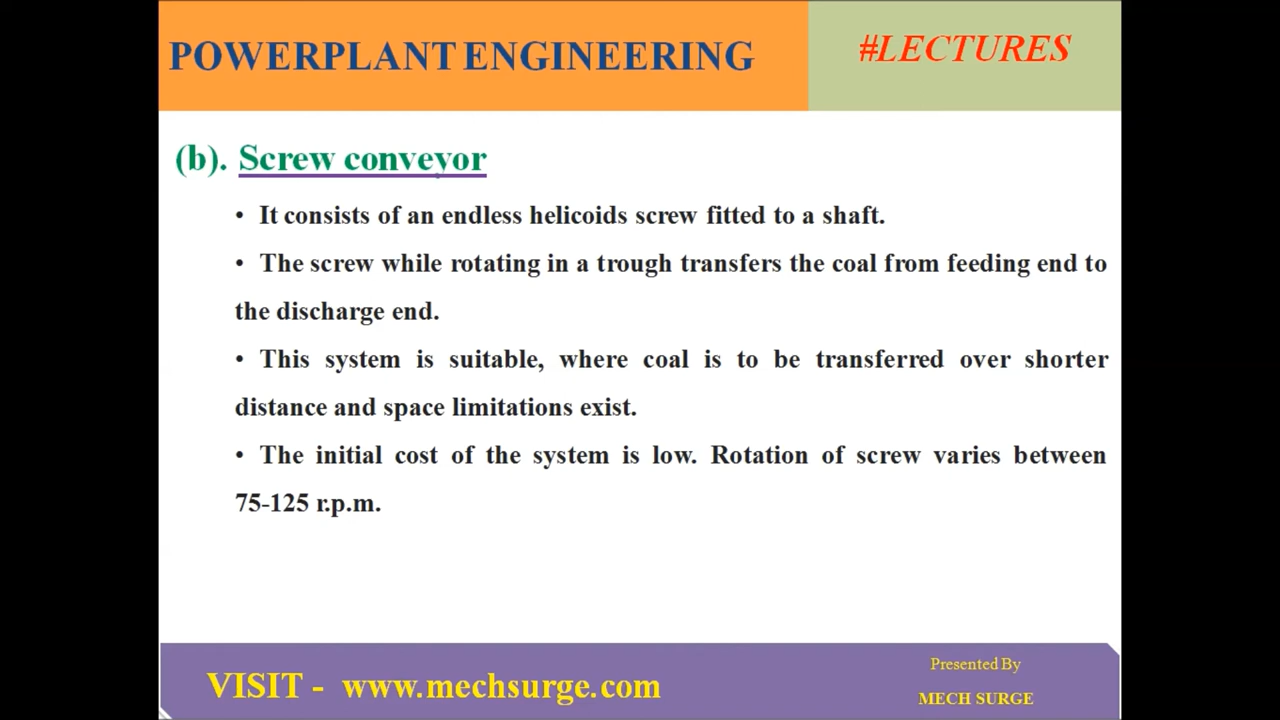 POWERPLANT ENGINEERING
#LECTURES
(b). Screw conveyor
• It consists of an endless helicoids screw fitted to a shaft.
• The screw while rotating in a trough transfers the coal from feeding end to
the discharge end.
• This system is suitable, where coal is to be transferred over shorter
distance and space limitations exist.
• The initial cost of the system is low. Rotation of screw varies between
75-125 r.p.m.
VISIT - www.mechsurge.com
Presented By
MECH SURGE